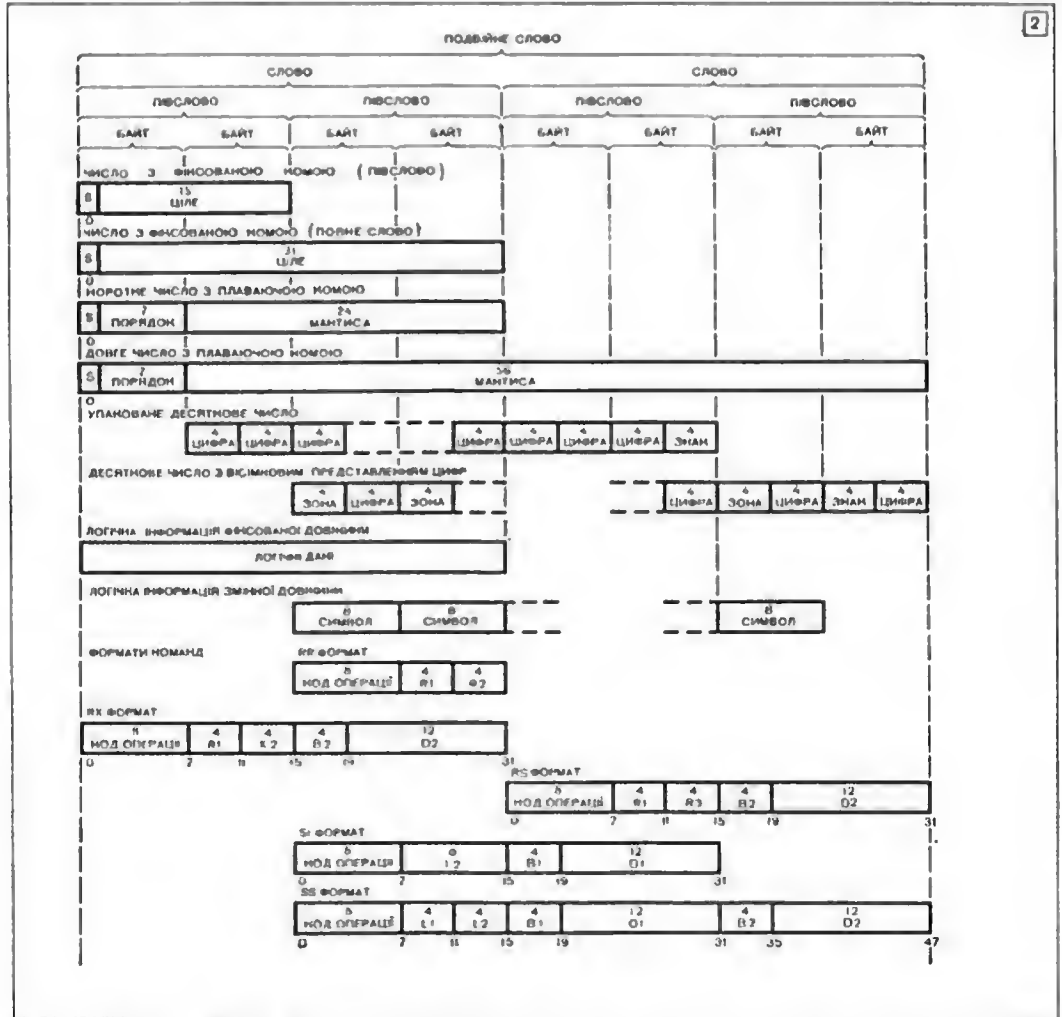 2
ПОДВІЙНЕ СЛОВО
СЛОВО СЛОВО
ПІВСЛОВО ПІВСЛОВО ПІВСЛОВО ПІВСЛОВО
БАЙТ БАЙТ БАЙТ БАЙТ БАЙТ БАЙТ БАЙТ БАЙТ
ЧИСЛО З ФІКСОВАНОЮ КОМОЮ (ПІВСЛОВО)
S 15 ЦІЛЕ
0
ЧИСЛО З ФІКСОВАНОЮ КОМОЮ (ПОВНЕ СЛОВО)
S 31 ЦІЛЕ
0
КОРОТКЕ ЧИСЛО З ПЛАВАЮЧОЮ КОМОЮ
S 7 ПОРЯДОК 24 МАНТИСА
0
ДОВГЕ ЧИСЛО З ПЛАВАЮЧОЮ КОМОЮ
S 7 ПОРЯДОК 56 МАНТИСА
0
УПАКОВАНЕ ДЕСЯТКОВЕ ЧИСЛО
4 4 4 4 4 4 4 4
ЦИФРА ЦИФРА ЦИФРА ЦИФРА ЦИФРА ЦИФРА ЦИФРА ЗНАК
ДЕСЯТКОВЕ ЧИСЛО З ВІСІМКОВИМ ПРЕДСТАВЛЕННЯМ ЦИФР
4 4 4 4 4 4 4 4
ЗОНА ЦИФРА ЗОНА ЦИФРА ЗОНА ЦИФРА ЗНАК ЦИФРА
ЛОГІЧНА ІНФОРМАЦІЯ ФІКСОВАНОЇ ДОВЖИНИ
ЛОГІЧНІ ДАНІ
ЛОГІЧНА ІНФОРМАЦІЯ ЗМІННОЇ ДОВЖИНИ
8 8 8
СИМВОЛ СИМВОЛ СИМВОЛ
ФОРМАТИ КОМАНД RR ФОРМАТ
8 4 4
КОД ОПЕРАЦІЇ R1 R2
RX ФОРМАТ
8 4 4 4 12
КОД ОПЕРАЦІЇ R1 X2 B2 D2
0 7 11 15 19 31
RS ФОРМАТ
8 4 4 4 12
КОД ОПЕРАЦІЇ R1 R3 B2 D2
0 7 11 15 19 31
SI ФОРМАТ
8 8 4 12
КОД ОПЕРАЦІЇ B1 D1
0 7 15 19 31
SS ФОРМАТ
8 4 4 4 12 4 12
КОД ОПЕРАЦІЇ L1 L2 B1 D1 B2 D2
0 7 11 15 19 31 35 47